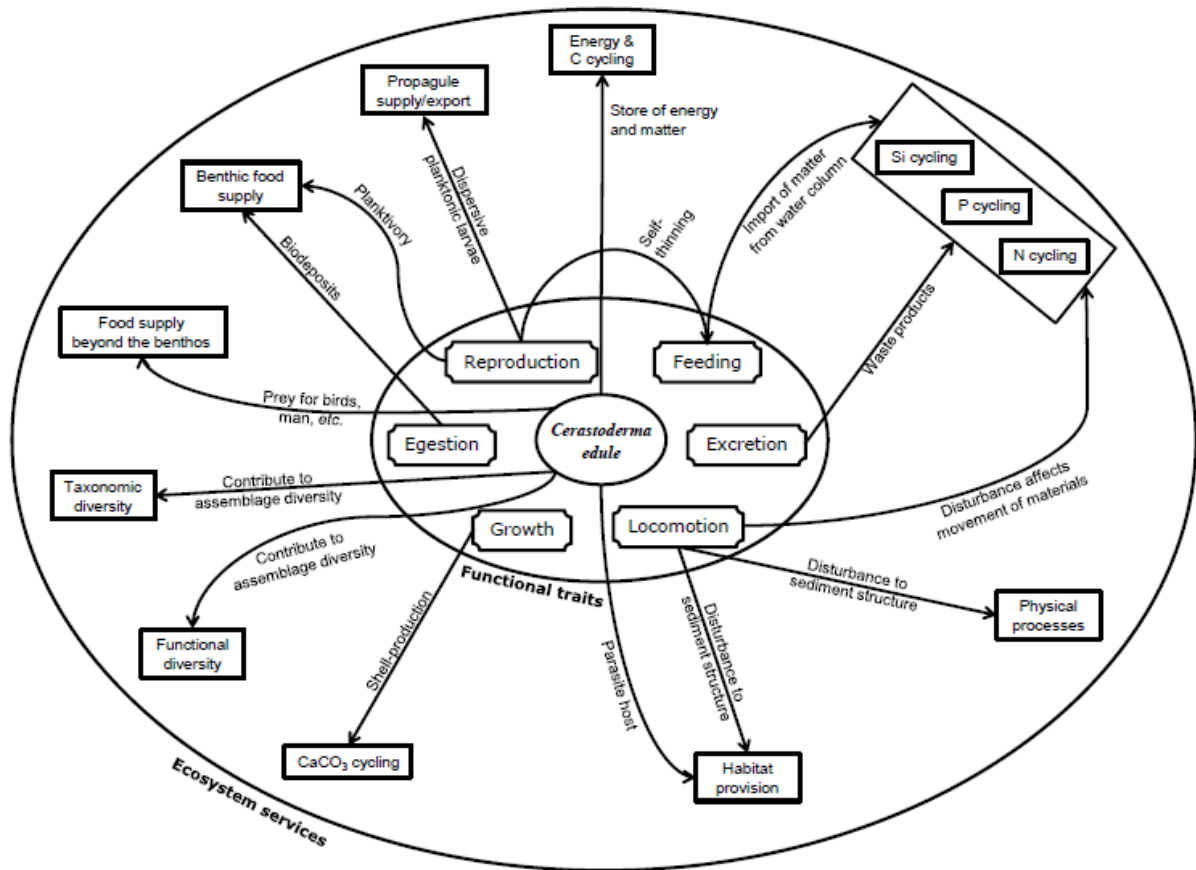 Energy &
C cycling
Propagule
supply/export
Store of energy
and matter
Si cycling
P cycling
N cycling
Import of matter
from water column
Benthic food
supply
Planktivory
Dispersive
planktonic larvae
Self-
thinning
Biodeposits
Waste products
Food supply
beyond the benthos
Reproduction
Feeding
Prey for birds,
man, etc.
Egestion
Cerastoderma
edule
Excretion
Taxonomic
diversity
Contribute to
assemblage diversity
Disturbance affects
movement of materials
Growth
Locomotion
Contribute to
assemblage diversity
Functional traits
Disturbance to
sediment structure
Physical
processes
Functional
diversity
Shell-production
Parasite host
Disturbance to
sediment structure
CaCO₃ cycling
Habitat
provision
Ecosystem services